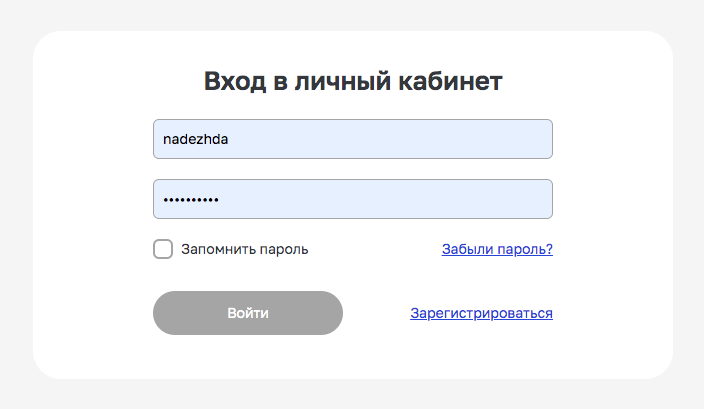 Вход в личный кабинет
nadezhda
••••••••••
Запомнить пароль
Забыли пароль?
Войти
Зарегистрироваться